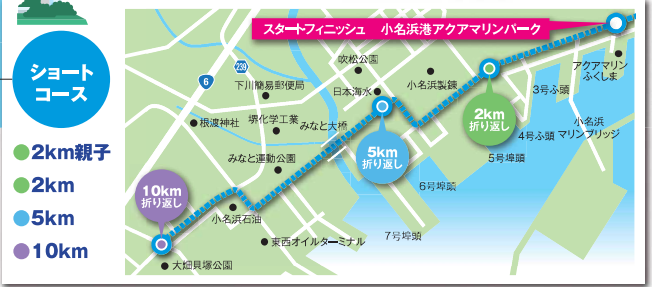 ショート
コース
2km親子
2km
5km
10km
スタートフィニッシュ 小名浜港アクアマリンパーク
アクアマリン
ふくしま
吹松公園
239
6
下川簡易郵便局
日本海水
小名浜製錬
3号ふ頭
2km
折り返し
小名浜
マリンブリッジ
4号ふ頭
根渡神社
堺化学工業
みなと大橋
5km
折り返し
5号埠頭
みなと運動公園
6号埠頭
10km
折り返し
小名浜石油
7号埠頭
東西オイルターミナル
大畑貝塚公園